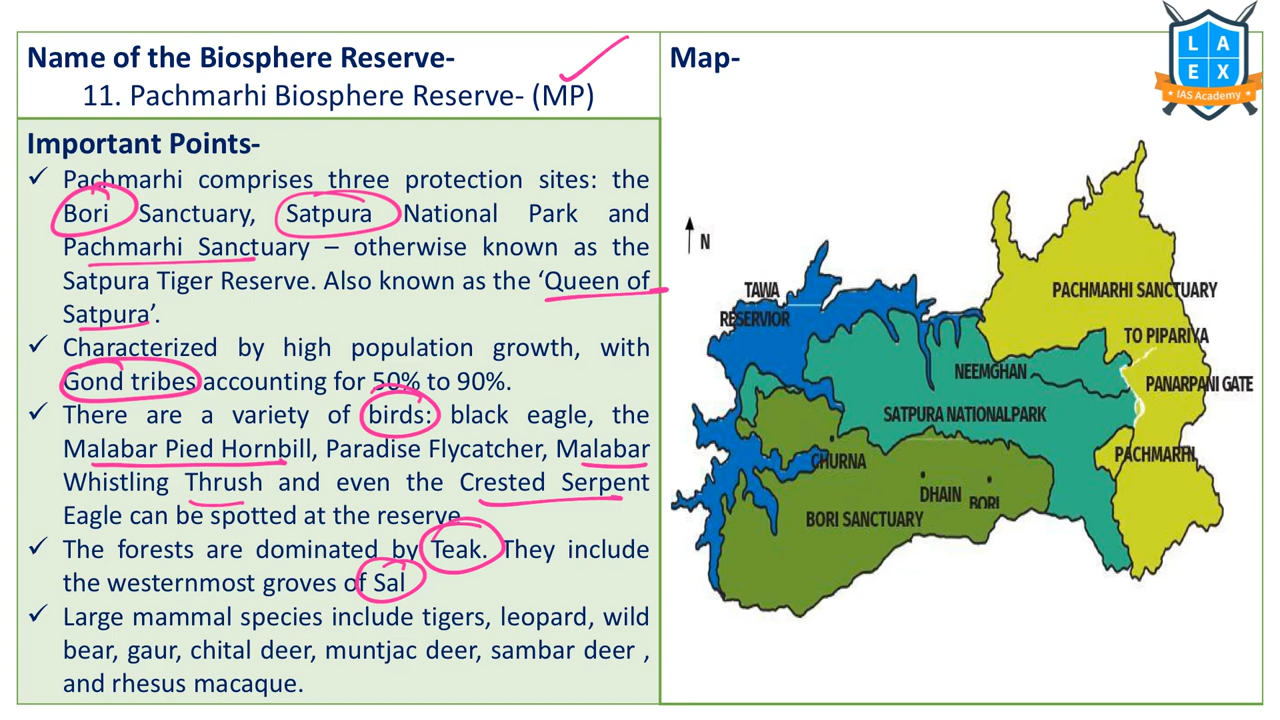 Name of the Biosphere Reserve-
11. Pachmarhi Biosphere Reserve- (MP)
Important Points-
✓ Pachmarhi comprises three protection sites: the
Bori Sanctuary, Satpura National Park and
Pachmarhi Sanctuary – otherwise known as the
Satpura Tiger Reserve. Also known as the ‘Queen of
Satpura’.
✓ Characterized by high population growth, with
Gond tribes accounting for 50% to 90%.
✓ There are a variety of birds: black eagle, the
Malabar Pied Hornbill, Paradise Flycatcher, Malabar
Whistling Thrush and even the Crested Serpent
Eagle can be spotted at the reserve
✓ The forests are dominated by Teak. They include
the westernmost groves of Sal
✓ Large mammal species include tigers, leopard, wild
bear, gaur, chital deer, muntjac deer, sambar deer ,
and rhesus macaque.
Map-
L A
E X
IAS Academy
N
TAWA
RESERVIOR
PACHMARHI SANCTUARY
TO PIPARIYA
NEEMGHAN
PANARPANI GATE
SATPURA NATIONALPARK
PACHMARHI
CHURNA
DHAIN
BORI
BORI SANCTUARY